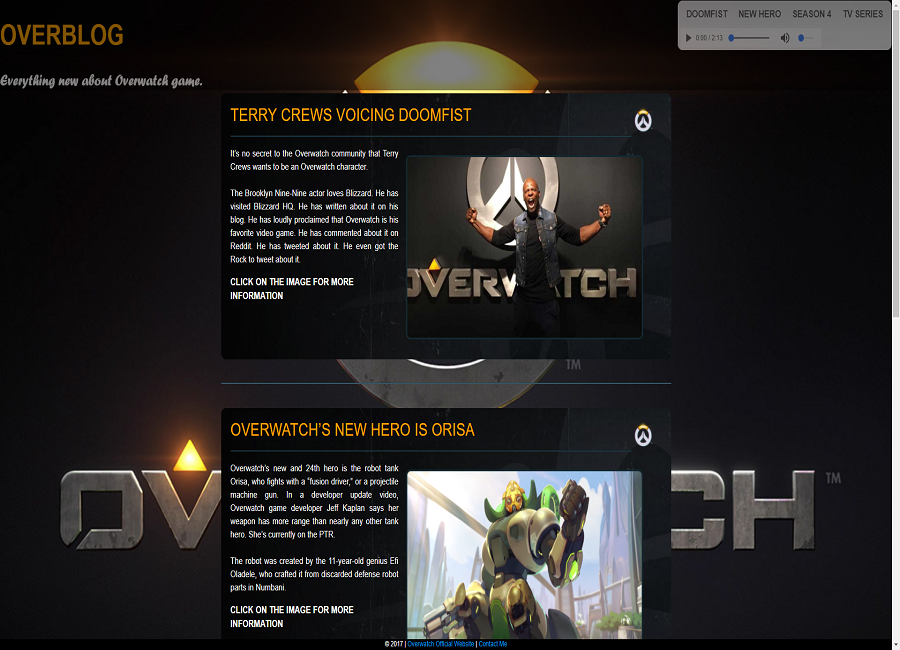 OVERBLOG
DOOMFIST NEW HERO SEASON 4 TV SERIES
0:00 / 2:13
Everything new about Overwatch game.
TERRY CREWS VOICING DOOMFIST
It's no secret to the Overwatch community that Terry
Crews wants to be an Overwatch character.
The Brooklyn Nine-Nine actor loves Blizzard. He has
visited Blizzard HQ. He has written about it on his
blog. He has loudly proclaimed that Overwatch is his
favorite video game. He has commented about it on
Reddit. He has tweeted about it. He even got the
Rock to tweet about it.
CLICK ON THE IMAGE FOR MORE
INFORMATION
OVERWATCH
TM
OVERWATCH'S NEW HERO IS ORISA
Overwatch's new and 24th hero is the robot tank
Orisa, who fights with a "fusion driver," or a projectile
machine gun. In a developer update video,
Overwatch game developer Jeff Kaplan says her
weapon has more range than nearly any other tank
hero. She's currently on the PTR.
The robot was created by the 11-year-old genius Efi
Oladele, who crafted it from discarded defense robot
parts in Numbani.
CLICK ON THE IMAGE FOR MORE
INFORMATION
OV CH TM
© 2017 | Overwatch Official Website | Contact Me